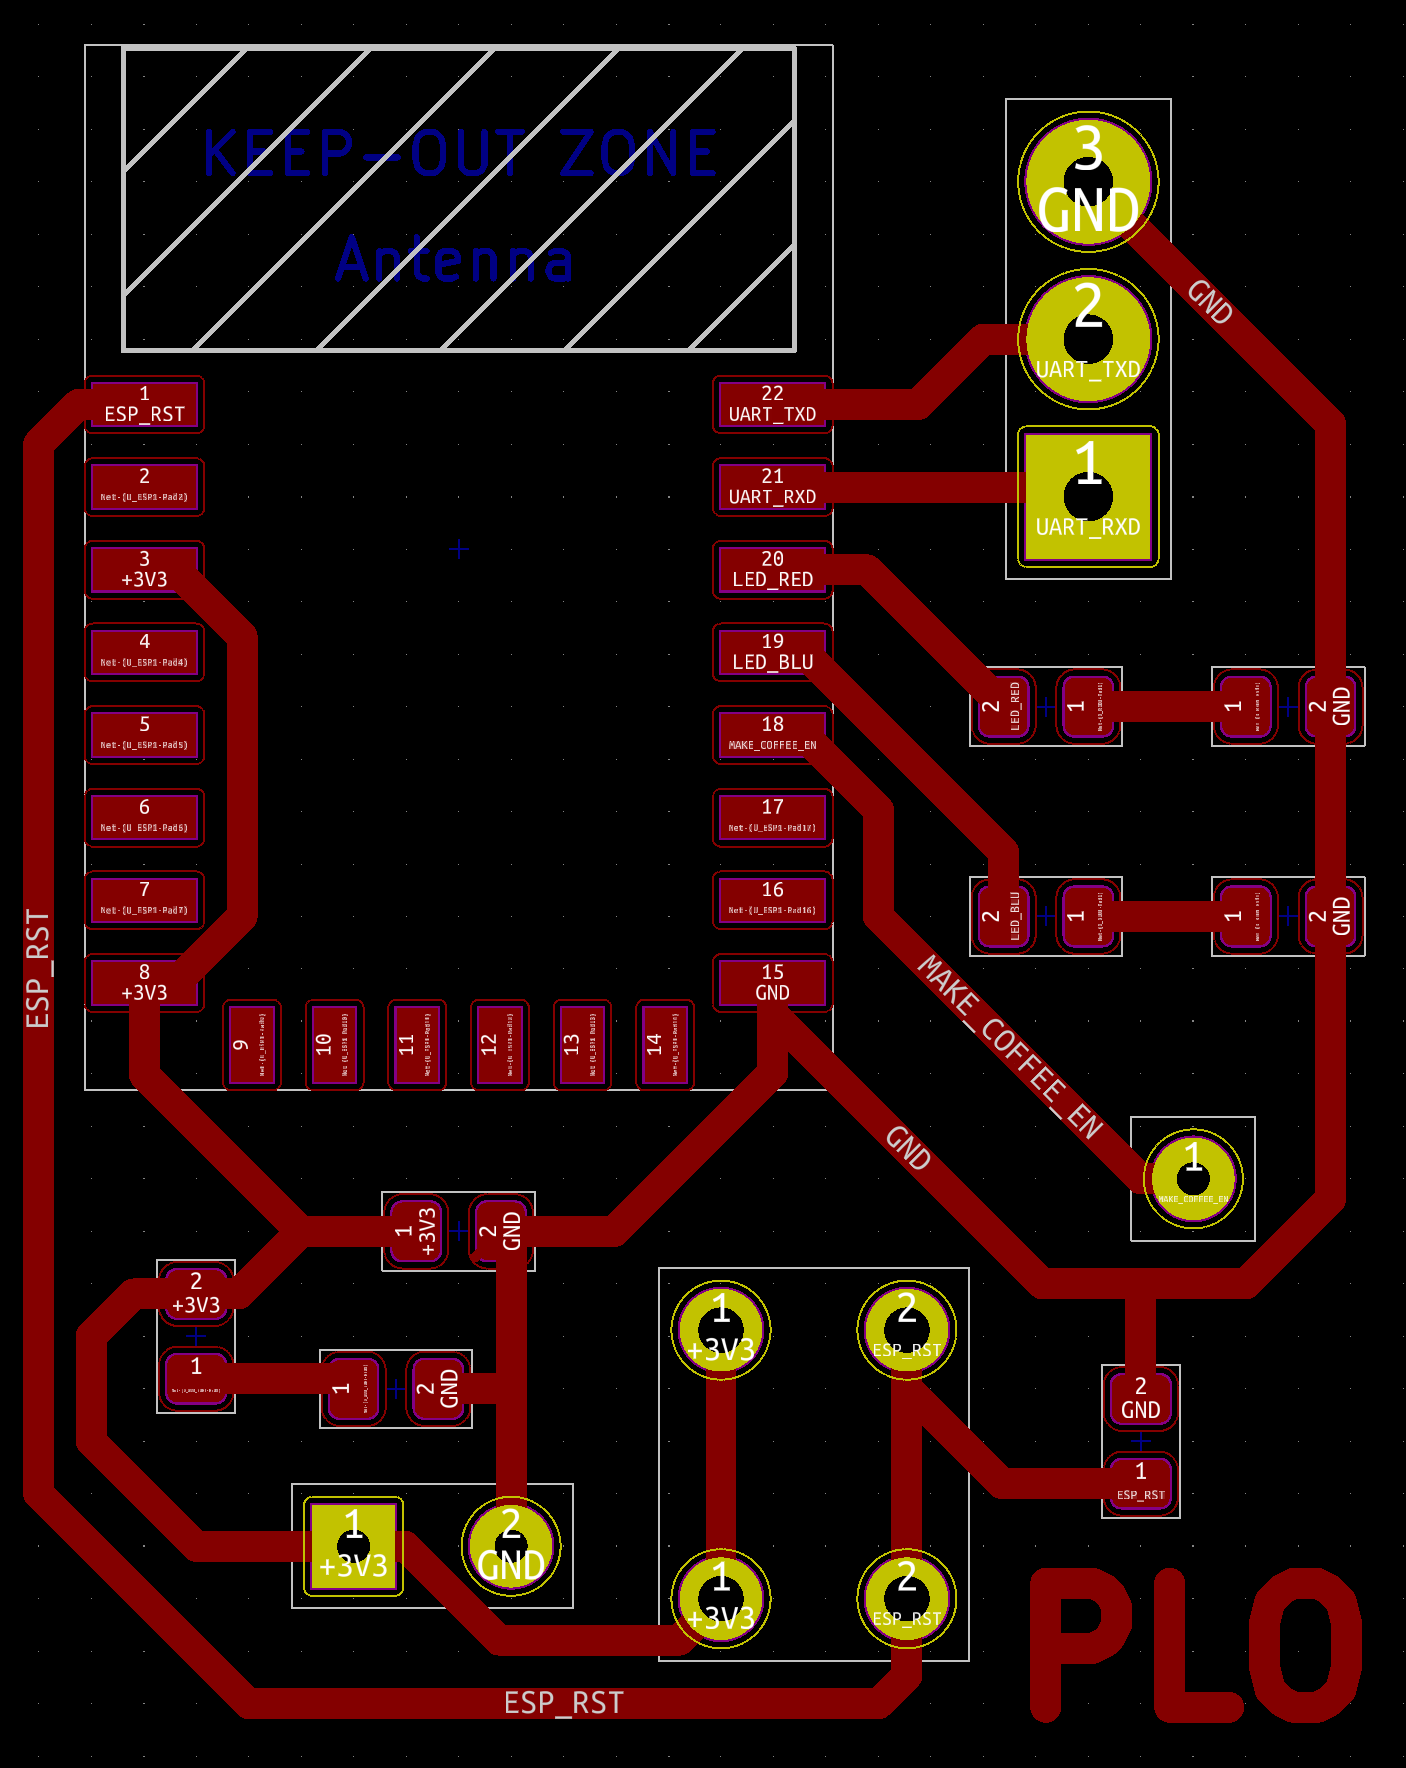 KEEP-OUT ZONE
Antenna
3
GND
2
UART_TXD
1
UART_RXD
GND
1
ESP_RST
2
Net-(U_ESP1-Pad2)
3
+3V3
4
Net-(U_ESP1-Pad4)
5
Net-(U_ESP1-Pad5)
6
Net-(U_ESP1-Pad6)
7
Net-(U_ESP1-Pad7)
8
+3V3
22
UART_TXD
21
UART_RXD
20
LED_RED
19
LED_BLU
18
MAKE_COFFEE_EN
17
Net-(U_ESP1-Pad17)
16
Net-(U_ESP1-Pad16)
15
GND
9
10
11
12
13
14
2
LED_RED
1
1
2
GND
2
LED_BLU
1
1
2
GND
ESP_RST
MAKE_COFFEE_EN
GND
1
MAKE_COFFEE_EN
1
+3V3
2
GND
2
+3V3
1
1
2
GND
1
+3V3
2
GND
1
+3V3
2
ESP_RST
1
+3V3
2
ESP_RST
2
GND
1
ESP_RST
ESP_RST
PLO